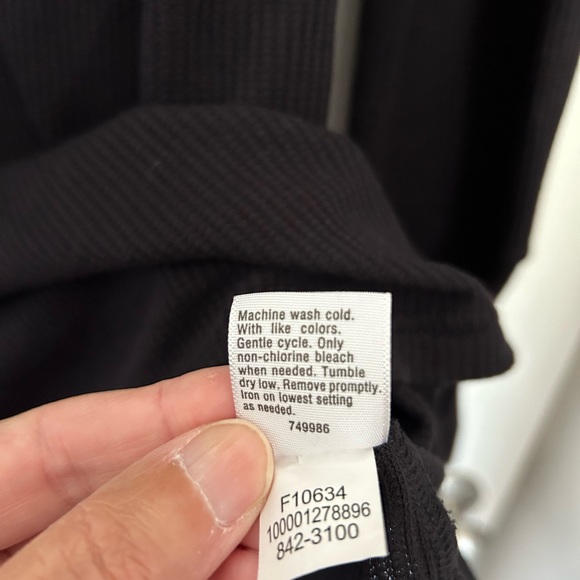 Machine wash cold.
With like colors.
Gentle cycle. Only
non-chlorine bleach
when needed. Tumble
dry low. Remove promptly.
Iron on lowest setting
as needed.
749986
F10634
100001278896
842-3100